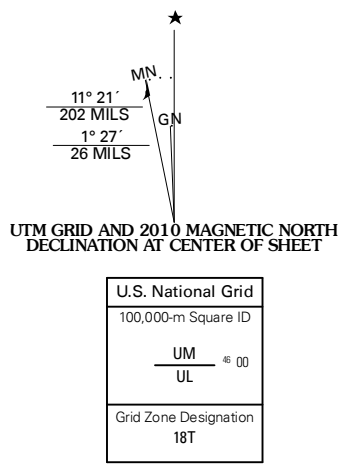 ★
MN
11° 21´
202 MILS
GN
1° 27´
26 MILS
UTM GRID AND 2010 MAGNETIC NORTH
DECLINATION AT CENTER OF SHEET
U.S. National Grid
100,000-m Square ID
UM
46 00
UL
Grid Zone Designation
18T